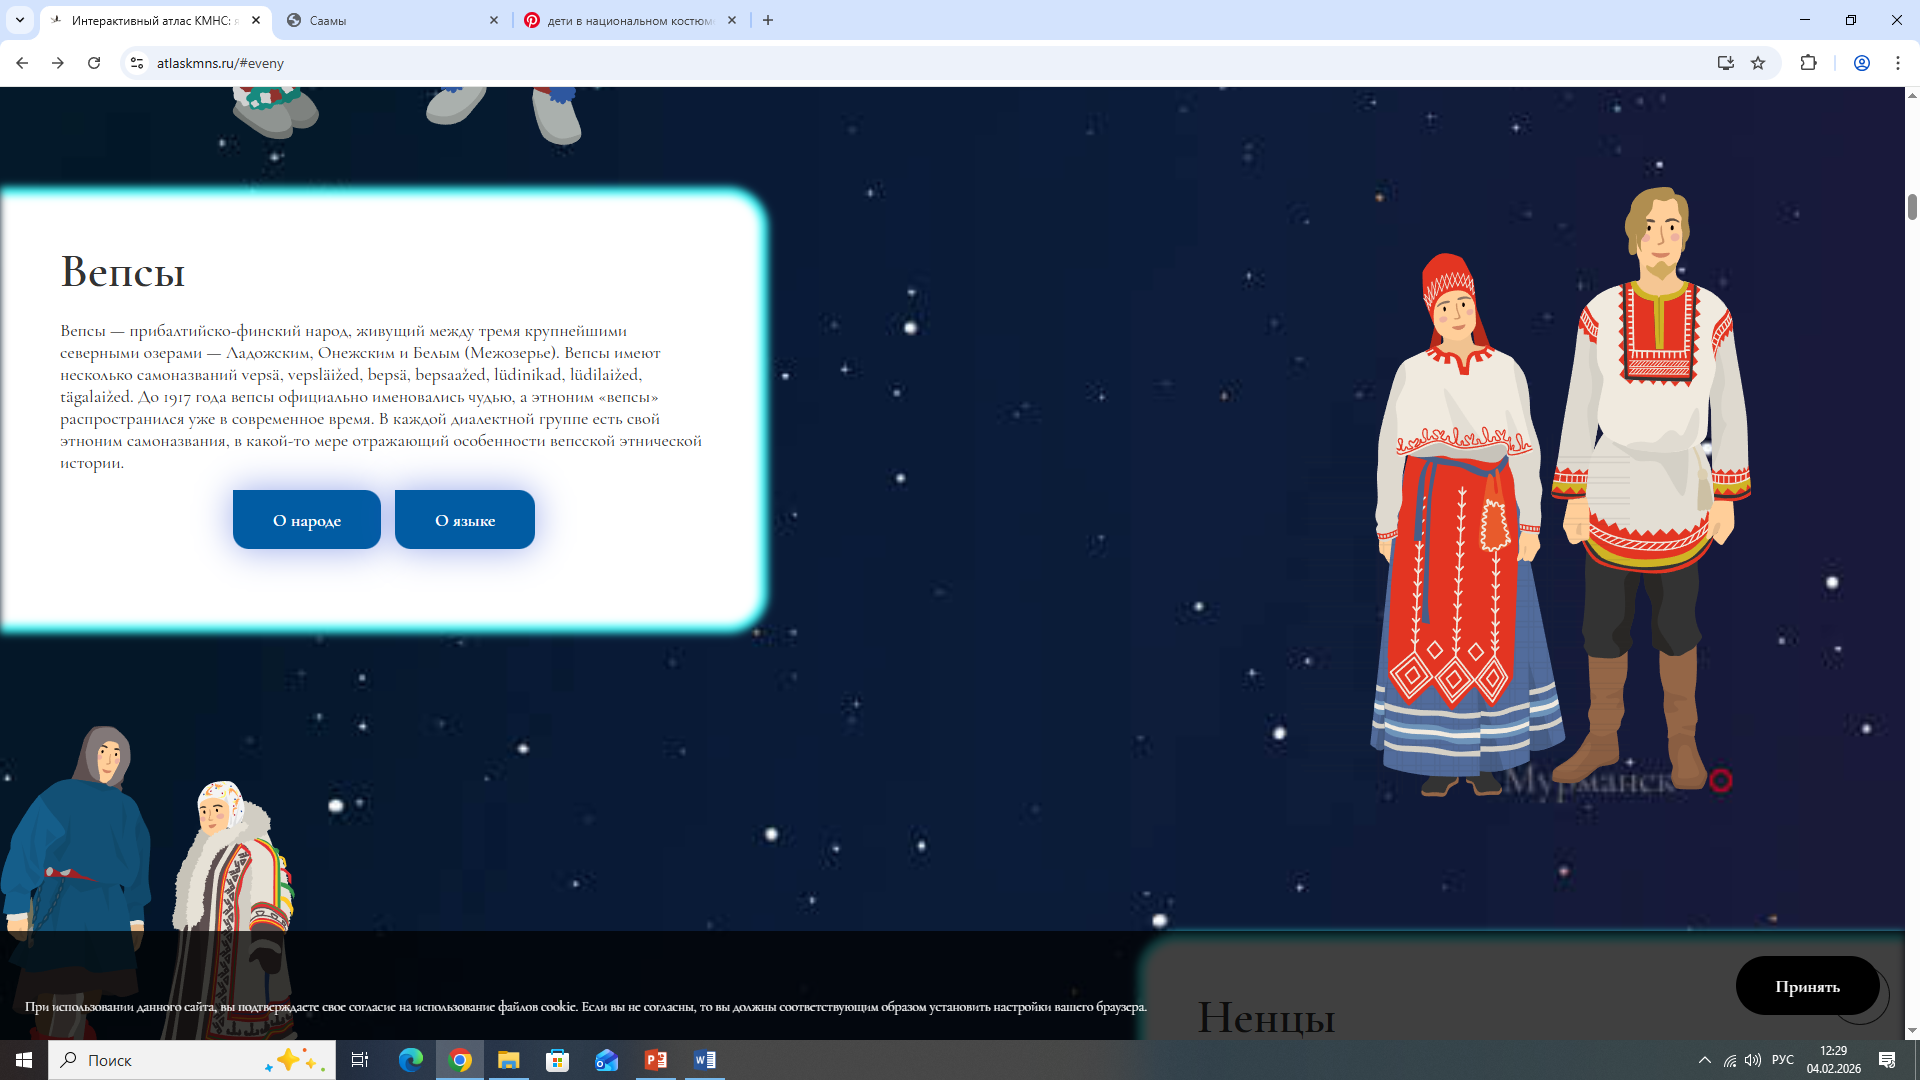 Интерактивный атлас КМНС: я
Саамы
дети в национальном костюм
atlaskmns.ru/#eveny
Вепсы
Вепсы — прибалтийско-финский народ, живущий между тремя крупнейшими
северными озерами — Ладожским, Онежским и Белым (Межозерье). Вепсы имеют
несколько самоназваний vepsä, vepsläižed, bepsä, bepsaažed, lüdinikad, lüdilaižed,
tägalaižed. До 1917 года вепсы официально именовались чудью, а этноним «вепсы»
распространился уже в современное время. В каждой диалектной группе есть свой
этноним самоназвания, в какой-то мере отражающий особенности вепсской этнической
истории.
О народе
О языке
Мурманск
При использовании данного сайта, вы подтверждаете свое согласие на использование файлов cookie. Если вы не согласны, то вы должны соответствующим образом установить настройки вашего браузера.
Принять
Ненцы
Поиск
РУС
12:29
04.02.2026